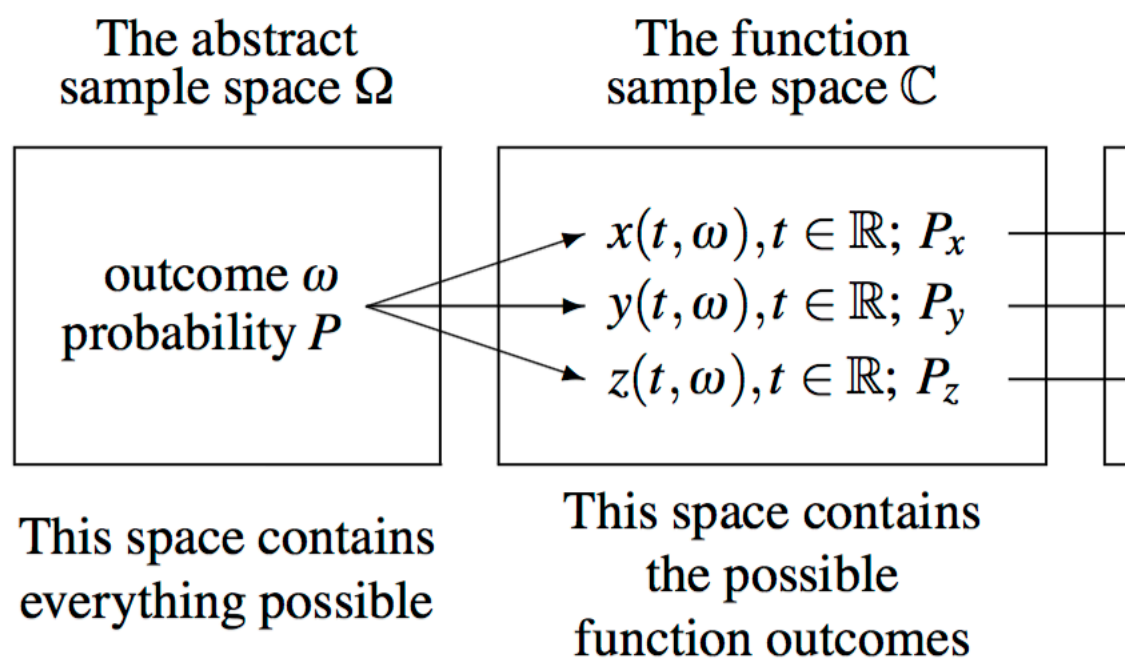 The abstract
sample space Ω
The function
sample space ℂ
outcome ω
probability P
x(t, ω), t ∈ ℝ; Pₓ
y(t, ω), t ∈ ℝ; P_y
z(t, ω), t ∈ ℝ; P_z
This space contains
everything possible
This space contains
the possible
function outcomes